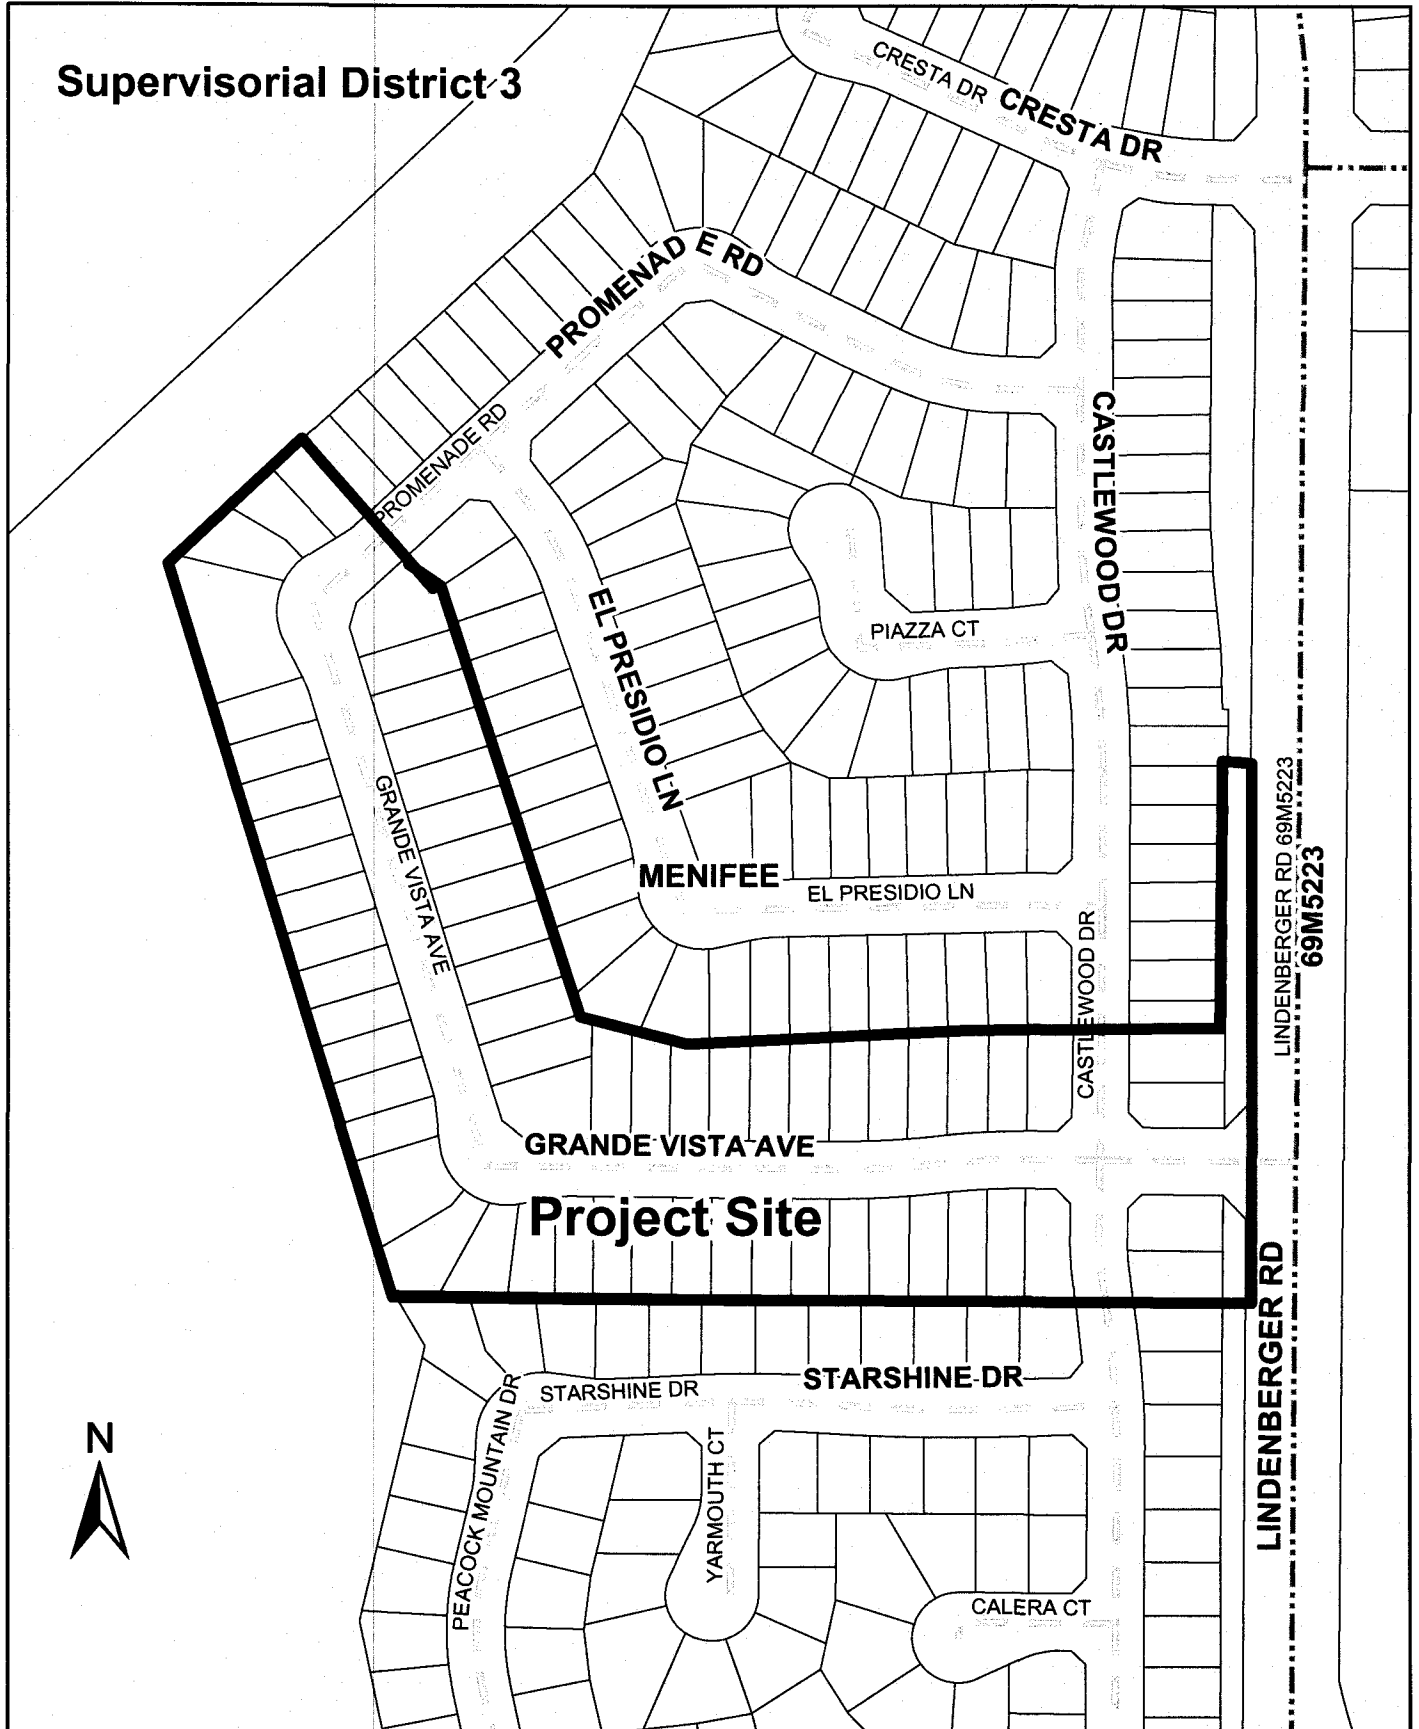 Supervisorial District 3
CRESTA DR
CRESTA DR
PROMENAD E RD
PROMENADE RD
CASTLEWOOD DR
EL PRESIDIO LN
PIAZZA CT
GRANDE VISTA AVE
MENIFEE
EL PRESIDIO LN
CASTLEWOOD DR
LINDENBERGER RD 69M5223
69M5223
GRANDE VISTA AVE
Project Site
LINDENBERGER RD
STARSHINE DR
STARSHINE DR
PEACOCK MOUNTAIN DR
YARMOUTH CT
CALERA CT
N